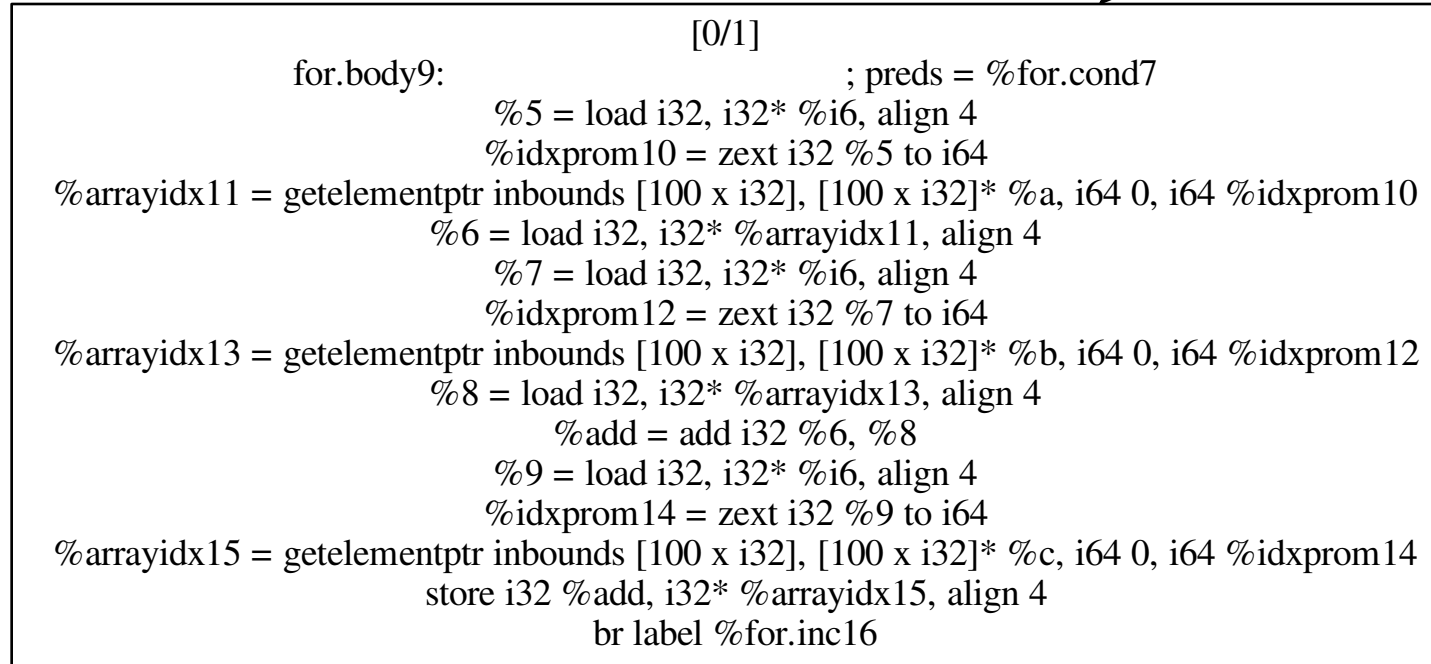 [0/1]
for.body9: ; preds = %for.cond7
%5 = load i32, i32* %i6, align 4
%idxprom10 = zext i32 %5 to i64
%arrayidx11 = getelementptr inbounds [100 x i32], [100 x i32]* %a, i64 0, i64 %idxprom10
%6 = load i32, i32* %arrayidx11, align 4
%7 = load i32, i32* %i6, align 4
%idxprom12 = zext i32 %7 to i64
%arrayidx13 = getelementptr inbounds [100 x i32], [100 x i32]* %b, i64 0, i64 %idxprom12
%8 = load i32, i32* %arrayidx13, align 4
%add = add i32 %6, %8
%9 = load i32, i32* %i6, align 4
%idxprom14 = zext i32 %9 to i64
%arrayidx15 = getelementptr inbounds [100 x i32], [100 x i32]* %c, i64 0, i64 %idxprom14
store i32 %add, i32* %arrayidx15, align 4
br label %for.inc16